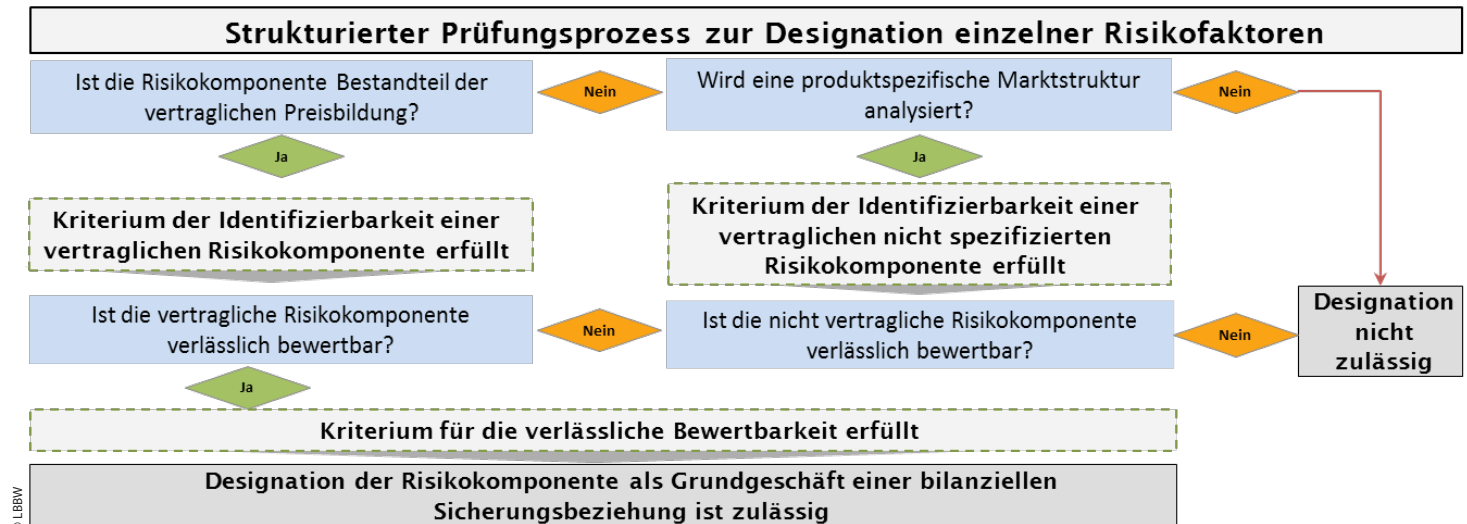 Strukturierter Prüfungsprozess zur Designation einzelner Risikofaktoren
Ist die Risikokomponente Bestandteil der
vertraglichen Preisbildung?
Nein
Wird eine produktspezifische Marktstruktur
analysiert?
Nein
Ja
Ja
Kriterium der Identifizierbarkeit einer
vertraglichen Risikokomponente erfüllt
Kriterium der Identifizierbarkeit einer
vertraglichen nicht spezifizierten
Risikokomponente erfüllt
Ist die vertragliche Risikokomponente
verlässlich bewertbar?
Nein
Ist die nicht vertragliche Risikokomponente
verlässlich bewertbar?
Nein
Designation
nicht
zulässig
Ja
Kriterium für die verlässliche Bewertbarkeit erfüllt
Designation der Risikokomponente als Grundgeschäft einer bilanziellen
Sicherungsbeziehung ist zulässig
© LBBW